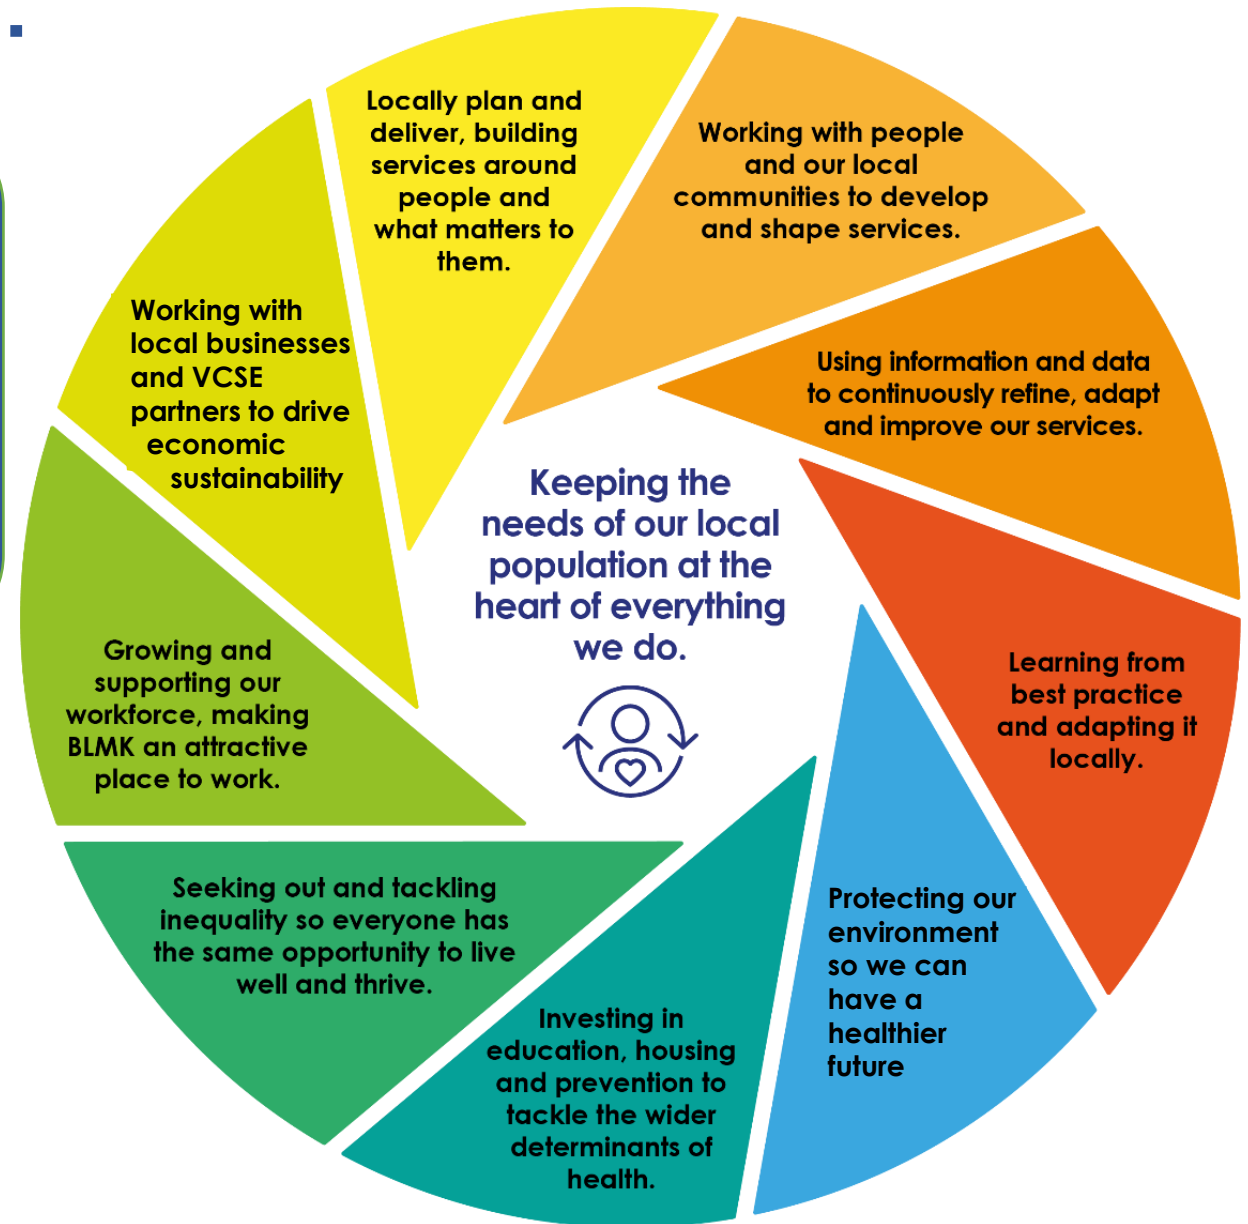 Locally plan and
deliver, building
services around
people and
what matters to
them.
Working with people
and our local
communities to develop
and shape services.
Using information and data
to continuously refine, adapt
and improve our services.
Learning from
best practice
and adapting it
locally.
Protecting our
environment
so we can
have a
healthier
future
Investing in
education, housing
and prevention to
tackle the wider
determinants of
health.
Seeking out and tackling
inequality so everyone has
the same opportunity to live
well and thrive.
Growing and
supporting our
workforce, making
BLMK an attractive
place to work.
Working with
local businesses
and VCSE
partners to drive
economic
sustainability
Keeping the
needs of our local
population at the
heart of everything
we do.